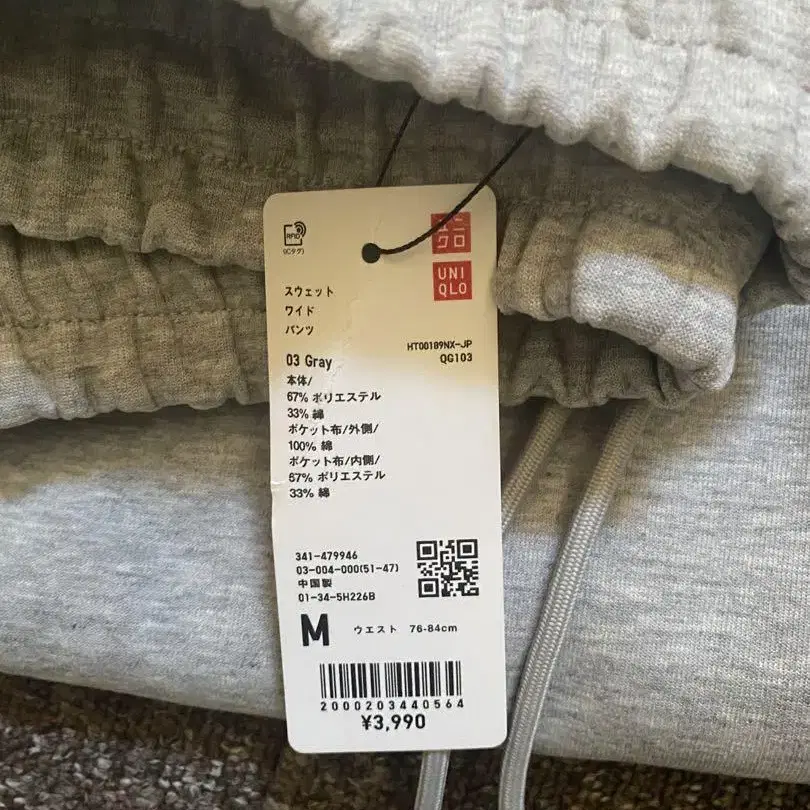 RFID
(ICタグ)
ユニ
クロ
UNI
QLO
スウェット
ワイド
パンツ
HT00189NX-JP
03 Gray
QG103
本体/
67% ポリエステル
33% 綿
ポケット布/外側/
100% 綿
ポケット布/内側/
67% ポリエステル
33% 綿
341-479946
03-004-000(51-47)
中国製
01-34-5H226B
M ウエスト 76-84cm
2000203440564
¥3,990